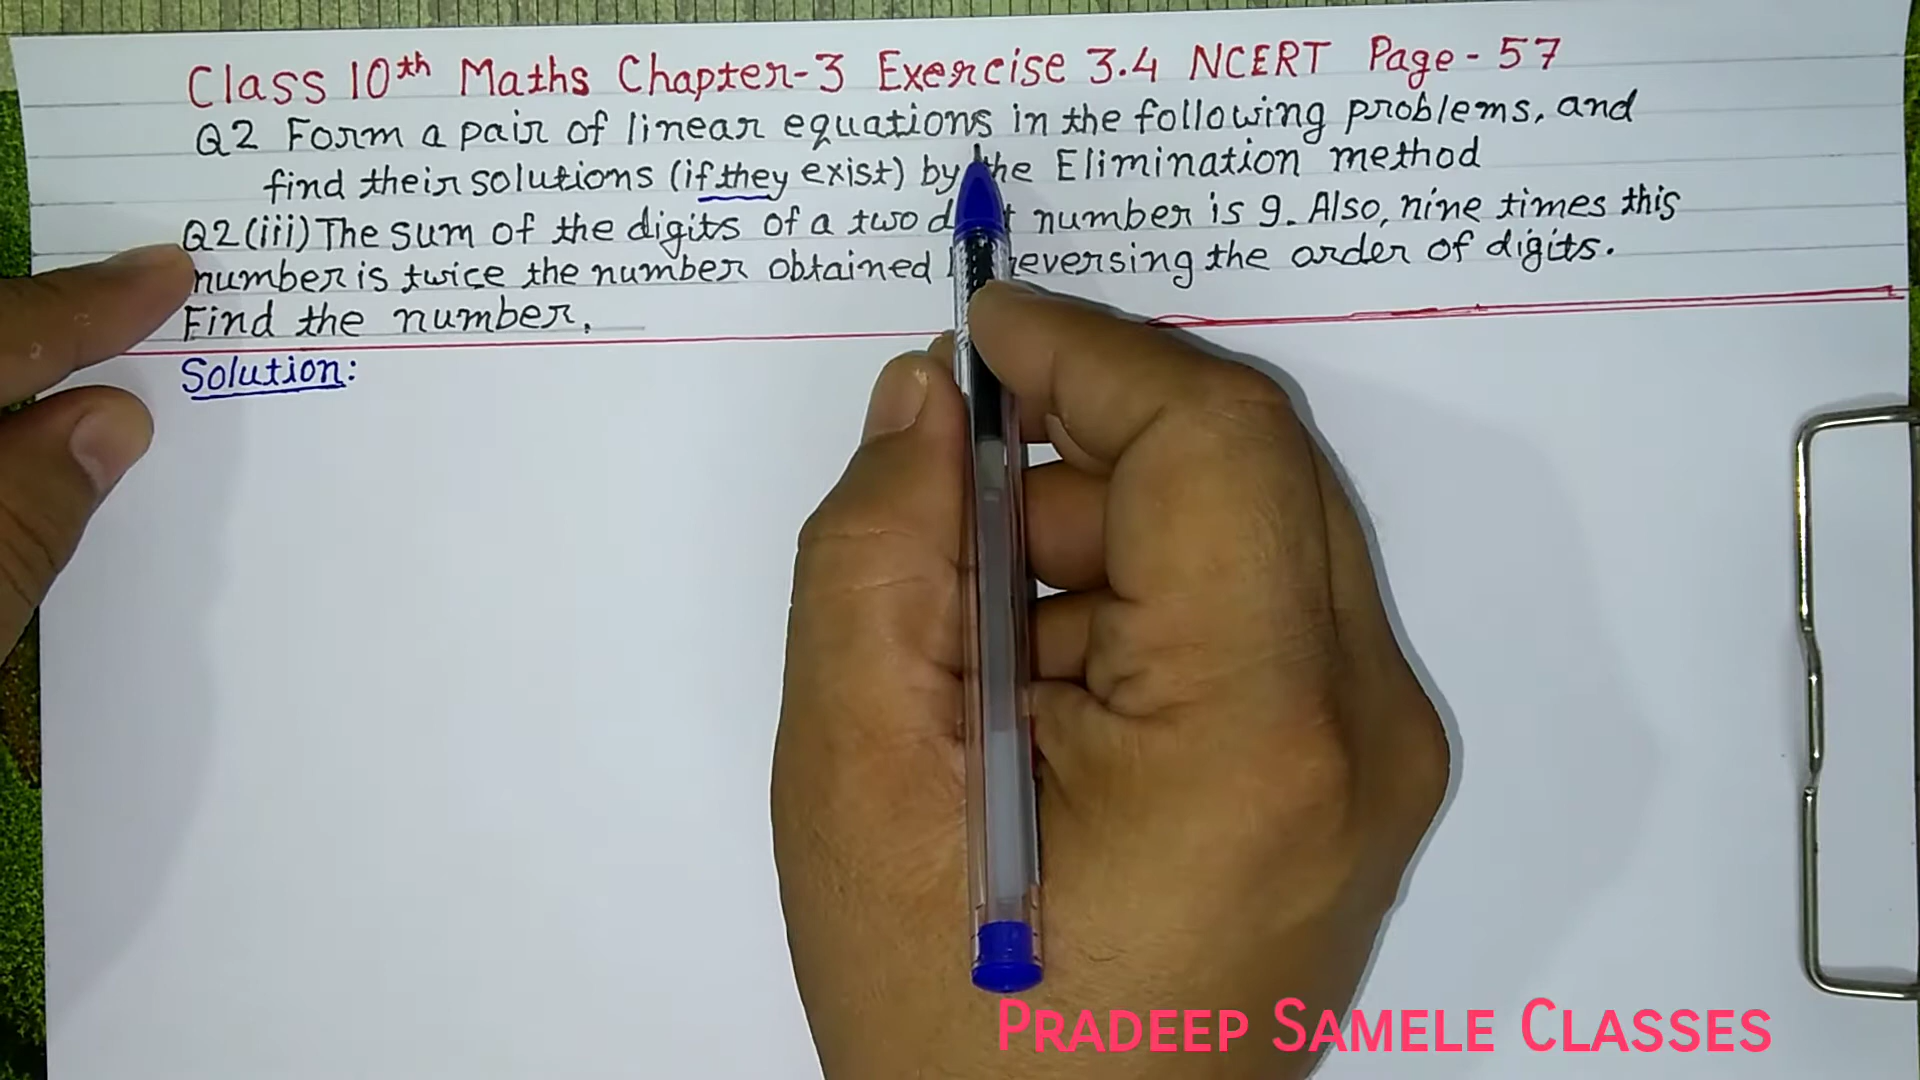 Class 10th Maths Chapter-3 Exercise 3.4 NCERT Page - 57
Q2 Form a pair of linear equations in the following problems, and
find their solutions (if they exist) by the Elimination method
Q2(iii) The sum of the digits of a two number is 9. Also, nine times this
number is twice the number obtained reversing the order of digits.
Find the number.
Solution:
PRADEEP SAMELE CLASSES